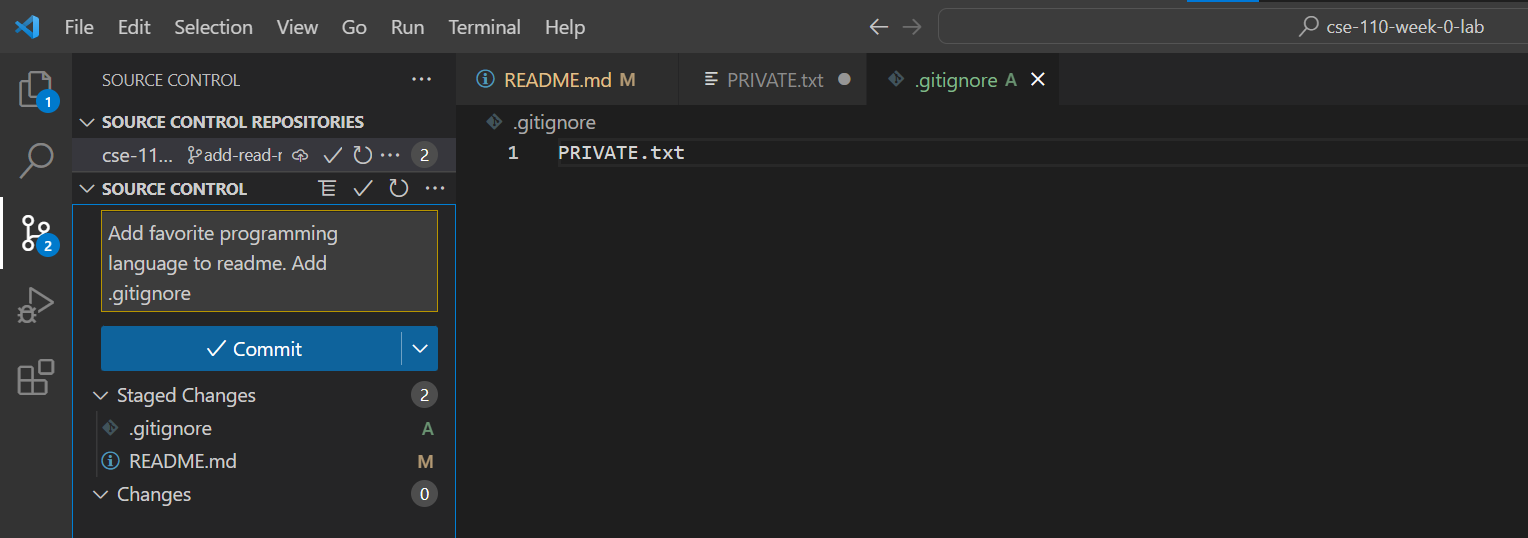 File Edit Selection View Go Run Terminal Help
cse-110-week-0-lab
1
2
SOURCE CONTROL
SOURCE CONTROL REPOSITORIES
cse-11... add-read-r 2
SOURCE CONTROL
Add favorite programming
language to readme. Add
.gitignore
Commit
Staged Changes 2
.gitignore A
README.md M
Changes 0
README.md M PRIVATE.txt .gitignore A
.gitignore
1 PRIVATE.txt